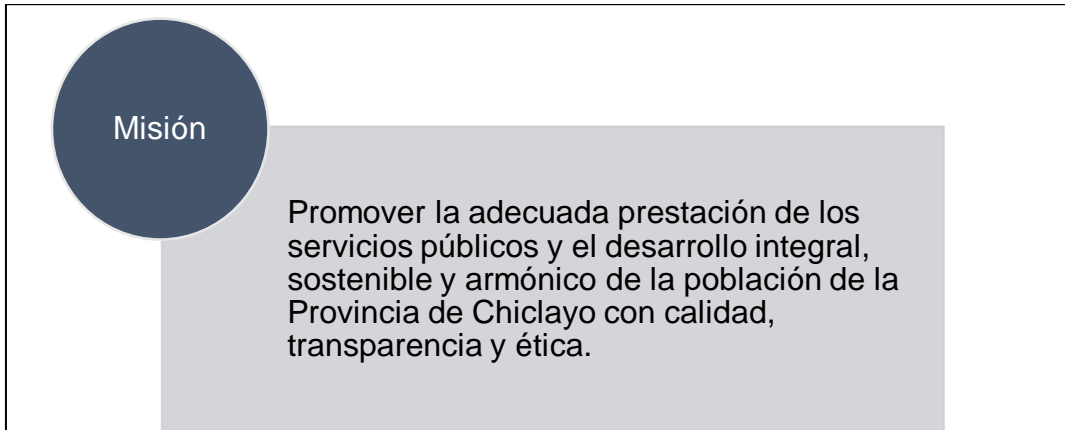 Misión
Promover la adecuada prestación de los
servicios públicos y el desarrollo integral,
sostenible y armónico de la población de la
Provincia de Chiclayo con calidad,
transparencia y ética.